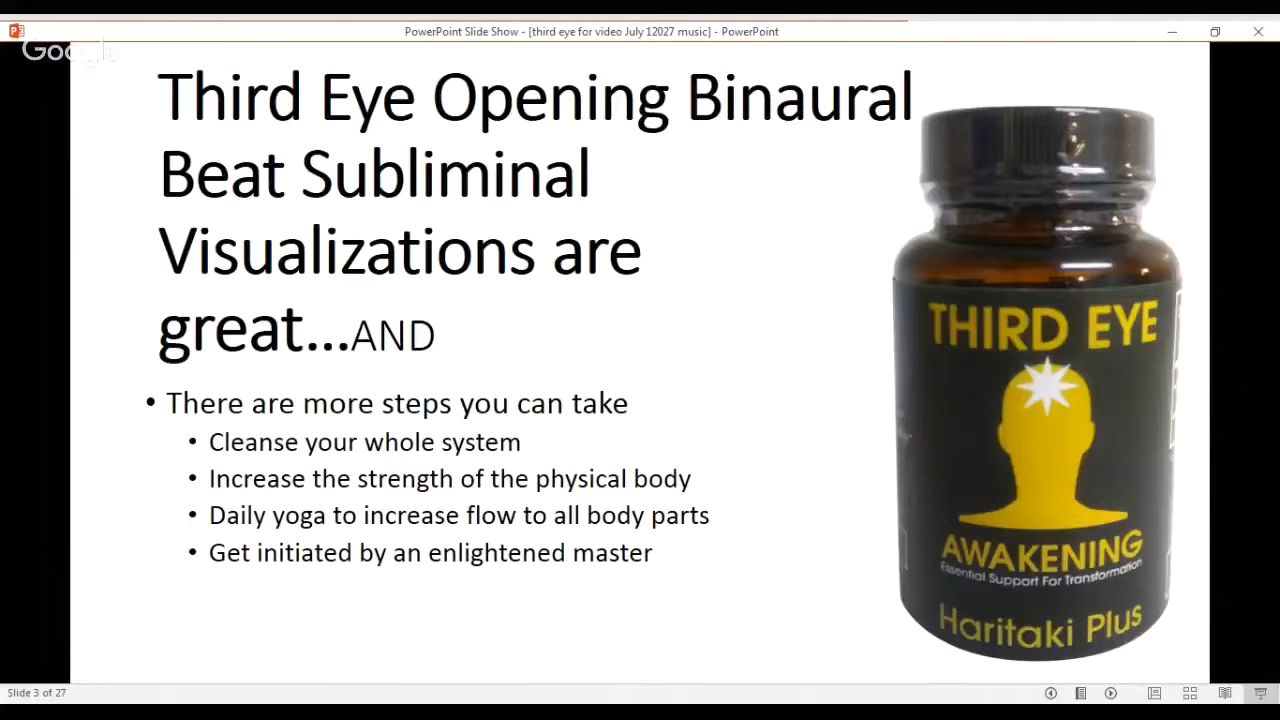 PowerPoint Slide Show - [third eye for video July 12027 music] - PowerPoint
Google
Third Eye Opening Binaural
Beat Subliminal
Visualizations are
great...AND
• There are more steps you can take
• Cleanse your whole system
• Increase the strength of the physical body
• Daily yoga to increase flow to all body parts
• Get initiated by an enlightened master
THIRD EYE
AWAKENING
Essential Support For Transformation
Haritaki Plus
Slide 3 of 27